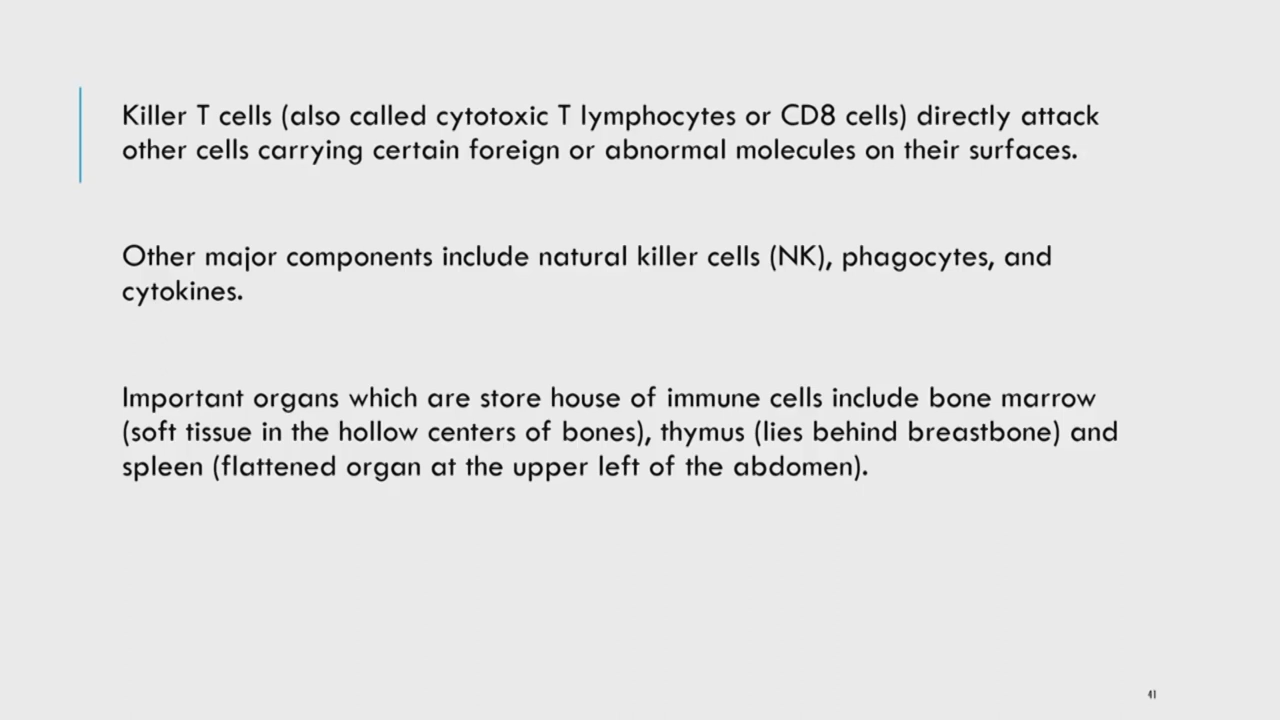 Killer T cells (also called cytotoxic T lymphocytes or CD8 cells) directly attack
other cells carrying certain foreign or abnormal molecules on their surfaces.
Other major components include natural killer cells (NK), phagocytes, and
cytokines.
Important organs which are store house of immune cells include bone marrow
(soft tissue in the hollow centers of bones), thymus (lies behind breastbone) and
spleen (flattened organ at the upper left of the abdomen).
41